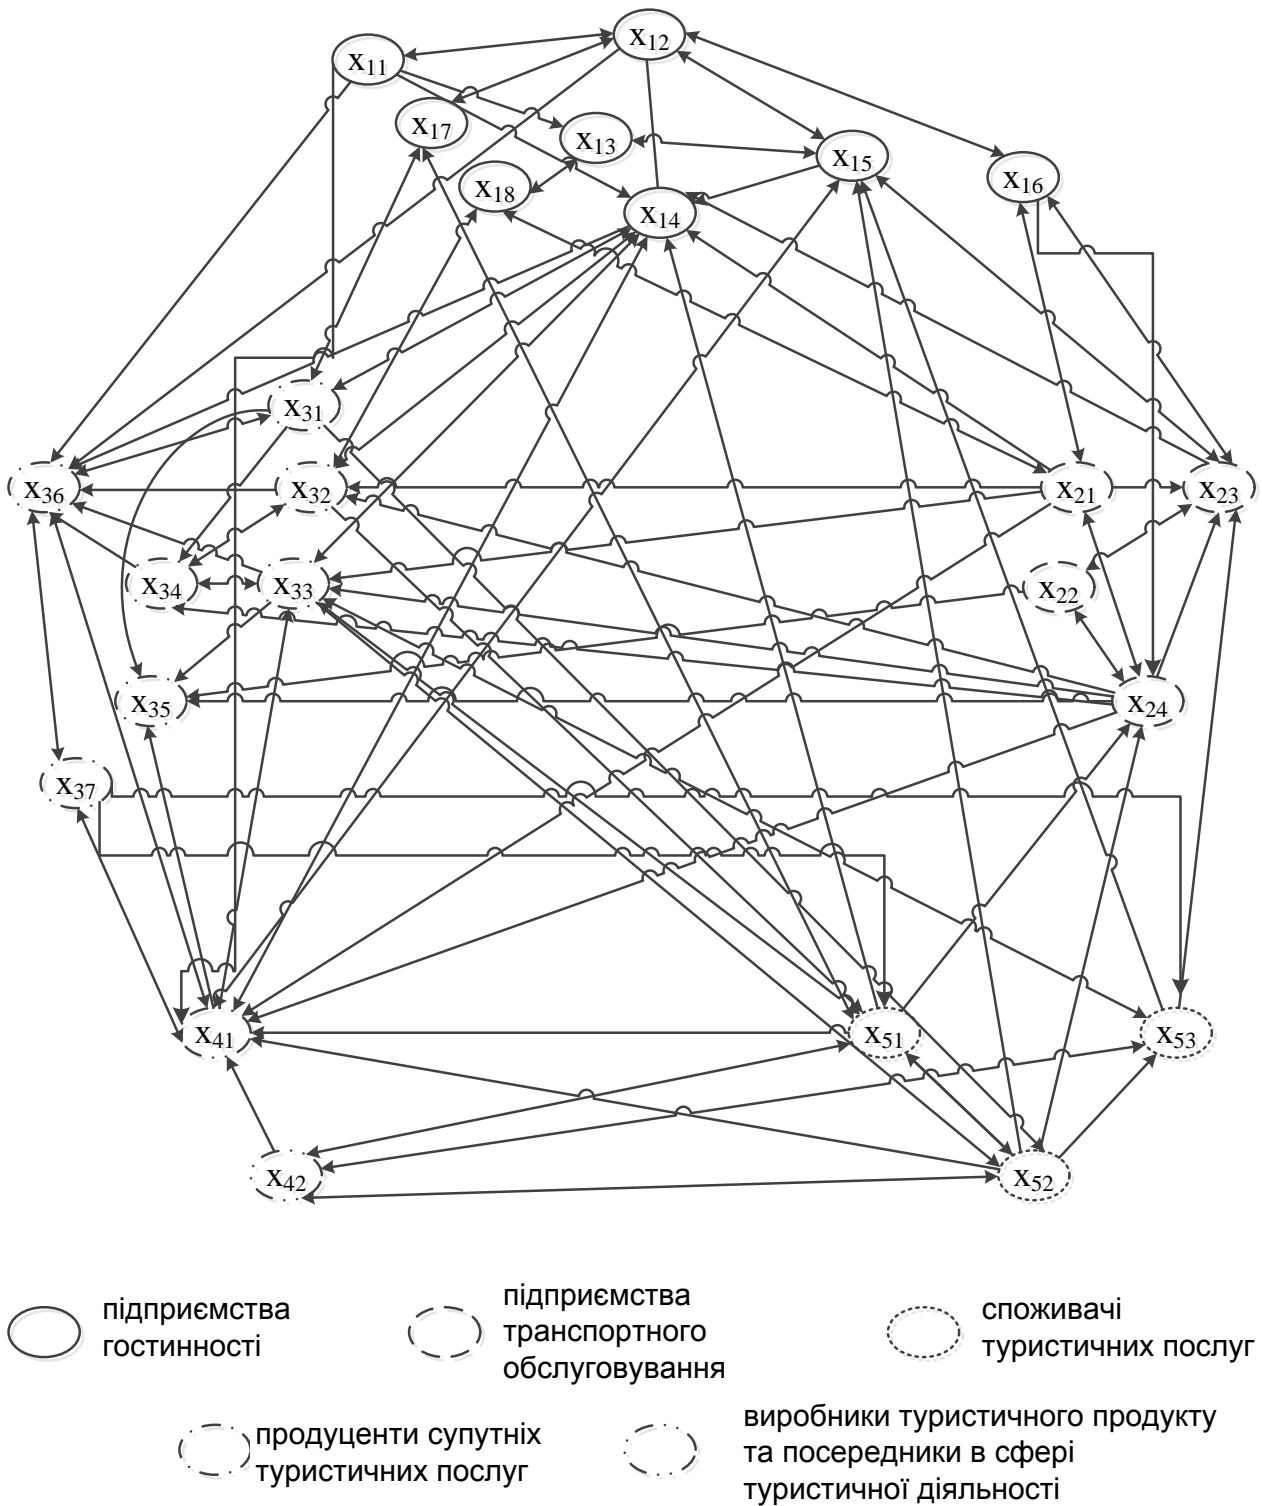 x12
x11
x17
x13
x15
x18
x16
x14
x31
x36
x32
x21
x23
x34
x33
x22
x35
x24
x37
x41
x51
x53
x42
x52
підприємства
гостинності
підприємства
транспортного
обслуговування
споживачі
туристичних послуг
продуценти супутніх
туристичних послуг
виробники туристичного продукту
та посередники в сфері
туристичної діяльності